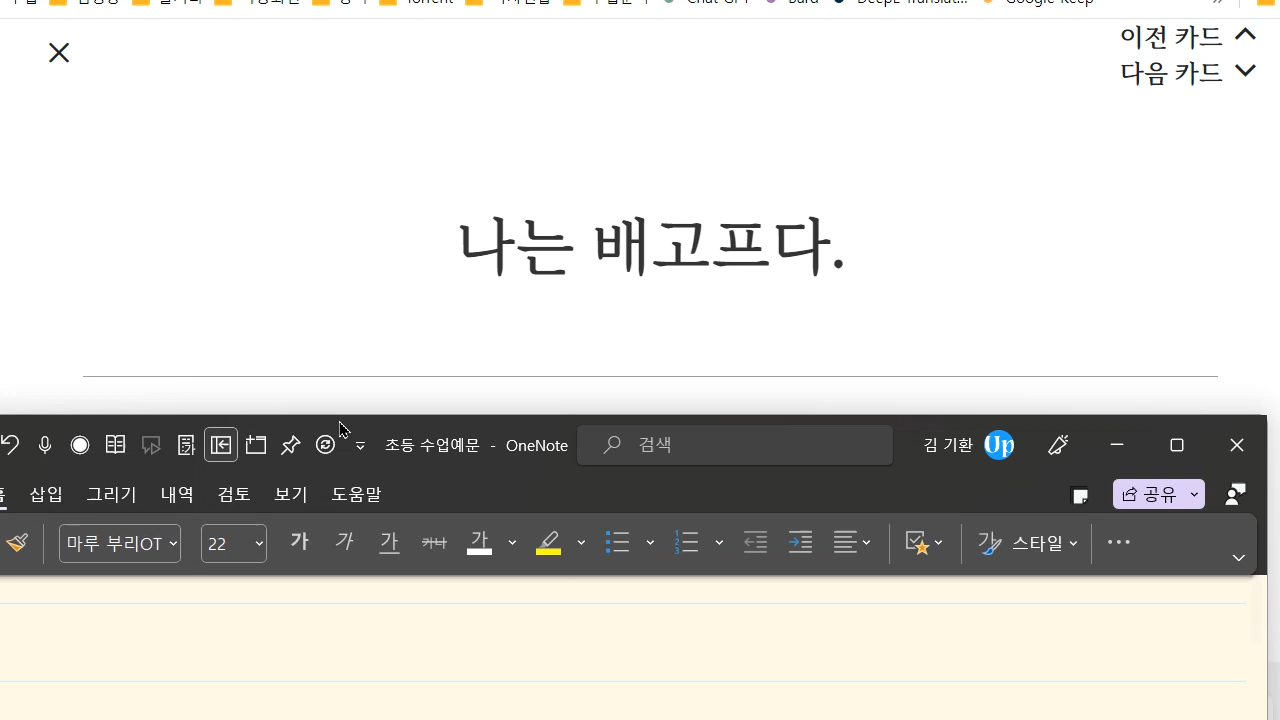 이전 카드
다음 카드
나는 배고프다.
초등 수업예문 - OneNote
검색
김 기환
Up
삽입 그리기 내역 검토 보기 도움말
공유
마루 부리OT 22 가 가 가 가나 가
스타일